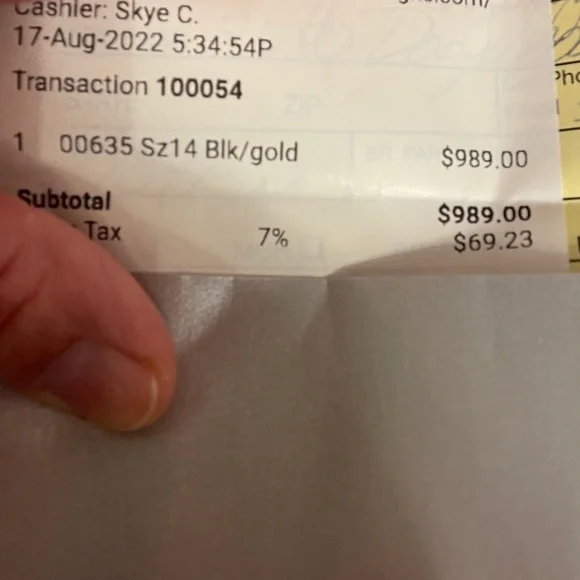 Cashier: Skye C.
17-Aug-2022 5:34:54P
Transaction 100054
1 00635 Sz14 Blk/gold $989.00
Subtotal $989.00
Tax 7% $69.23